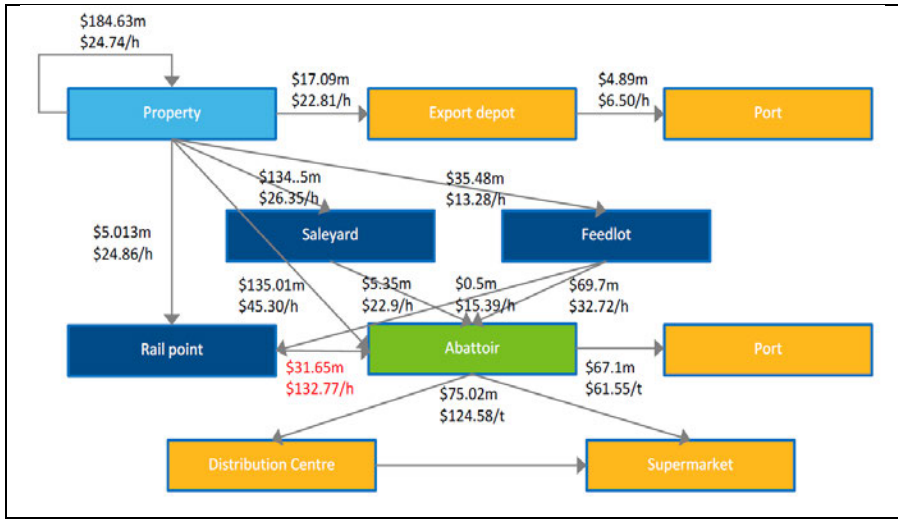 $184.63m
$24.74/h
$17.09m
$22.81/h
$4.89m
$6.50/h
Property
Export depot
Port
$134..5m
$26.35/h
$35.48m
$13.28/h
Saleyard
Feedlot
$5.013m
$24.86/h
$135.01m
$45.30/h
$5.35m
$22.9/h
$0.5m
$15.39/h
$69.7m
$32.72/h
Rail point
Abattoir
Port
$31.65m
$132.77/h
$67.1m
$61.55/t
$75.02m
$124.58/t
Distribution Centre
Supermarket